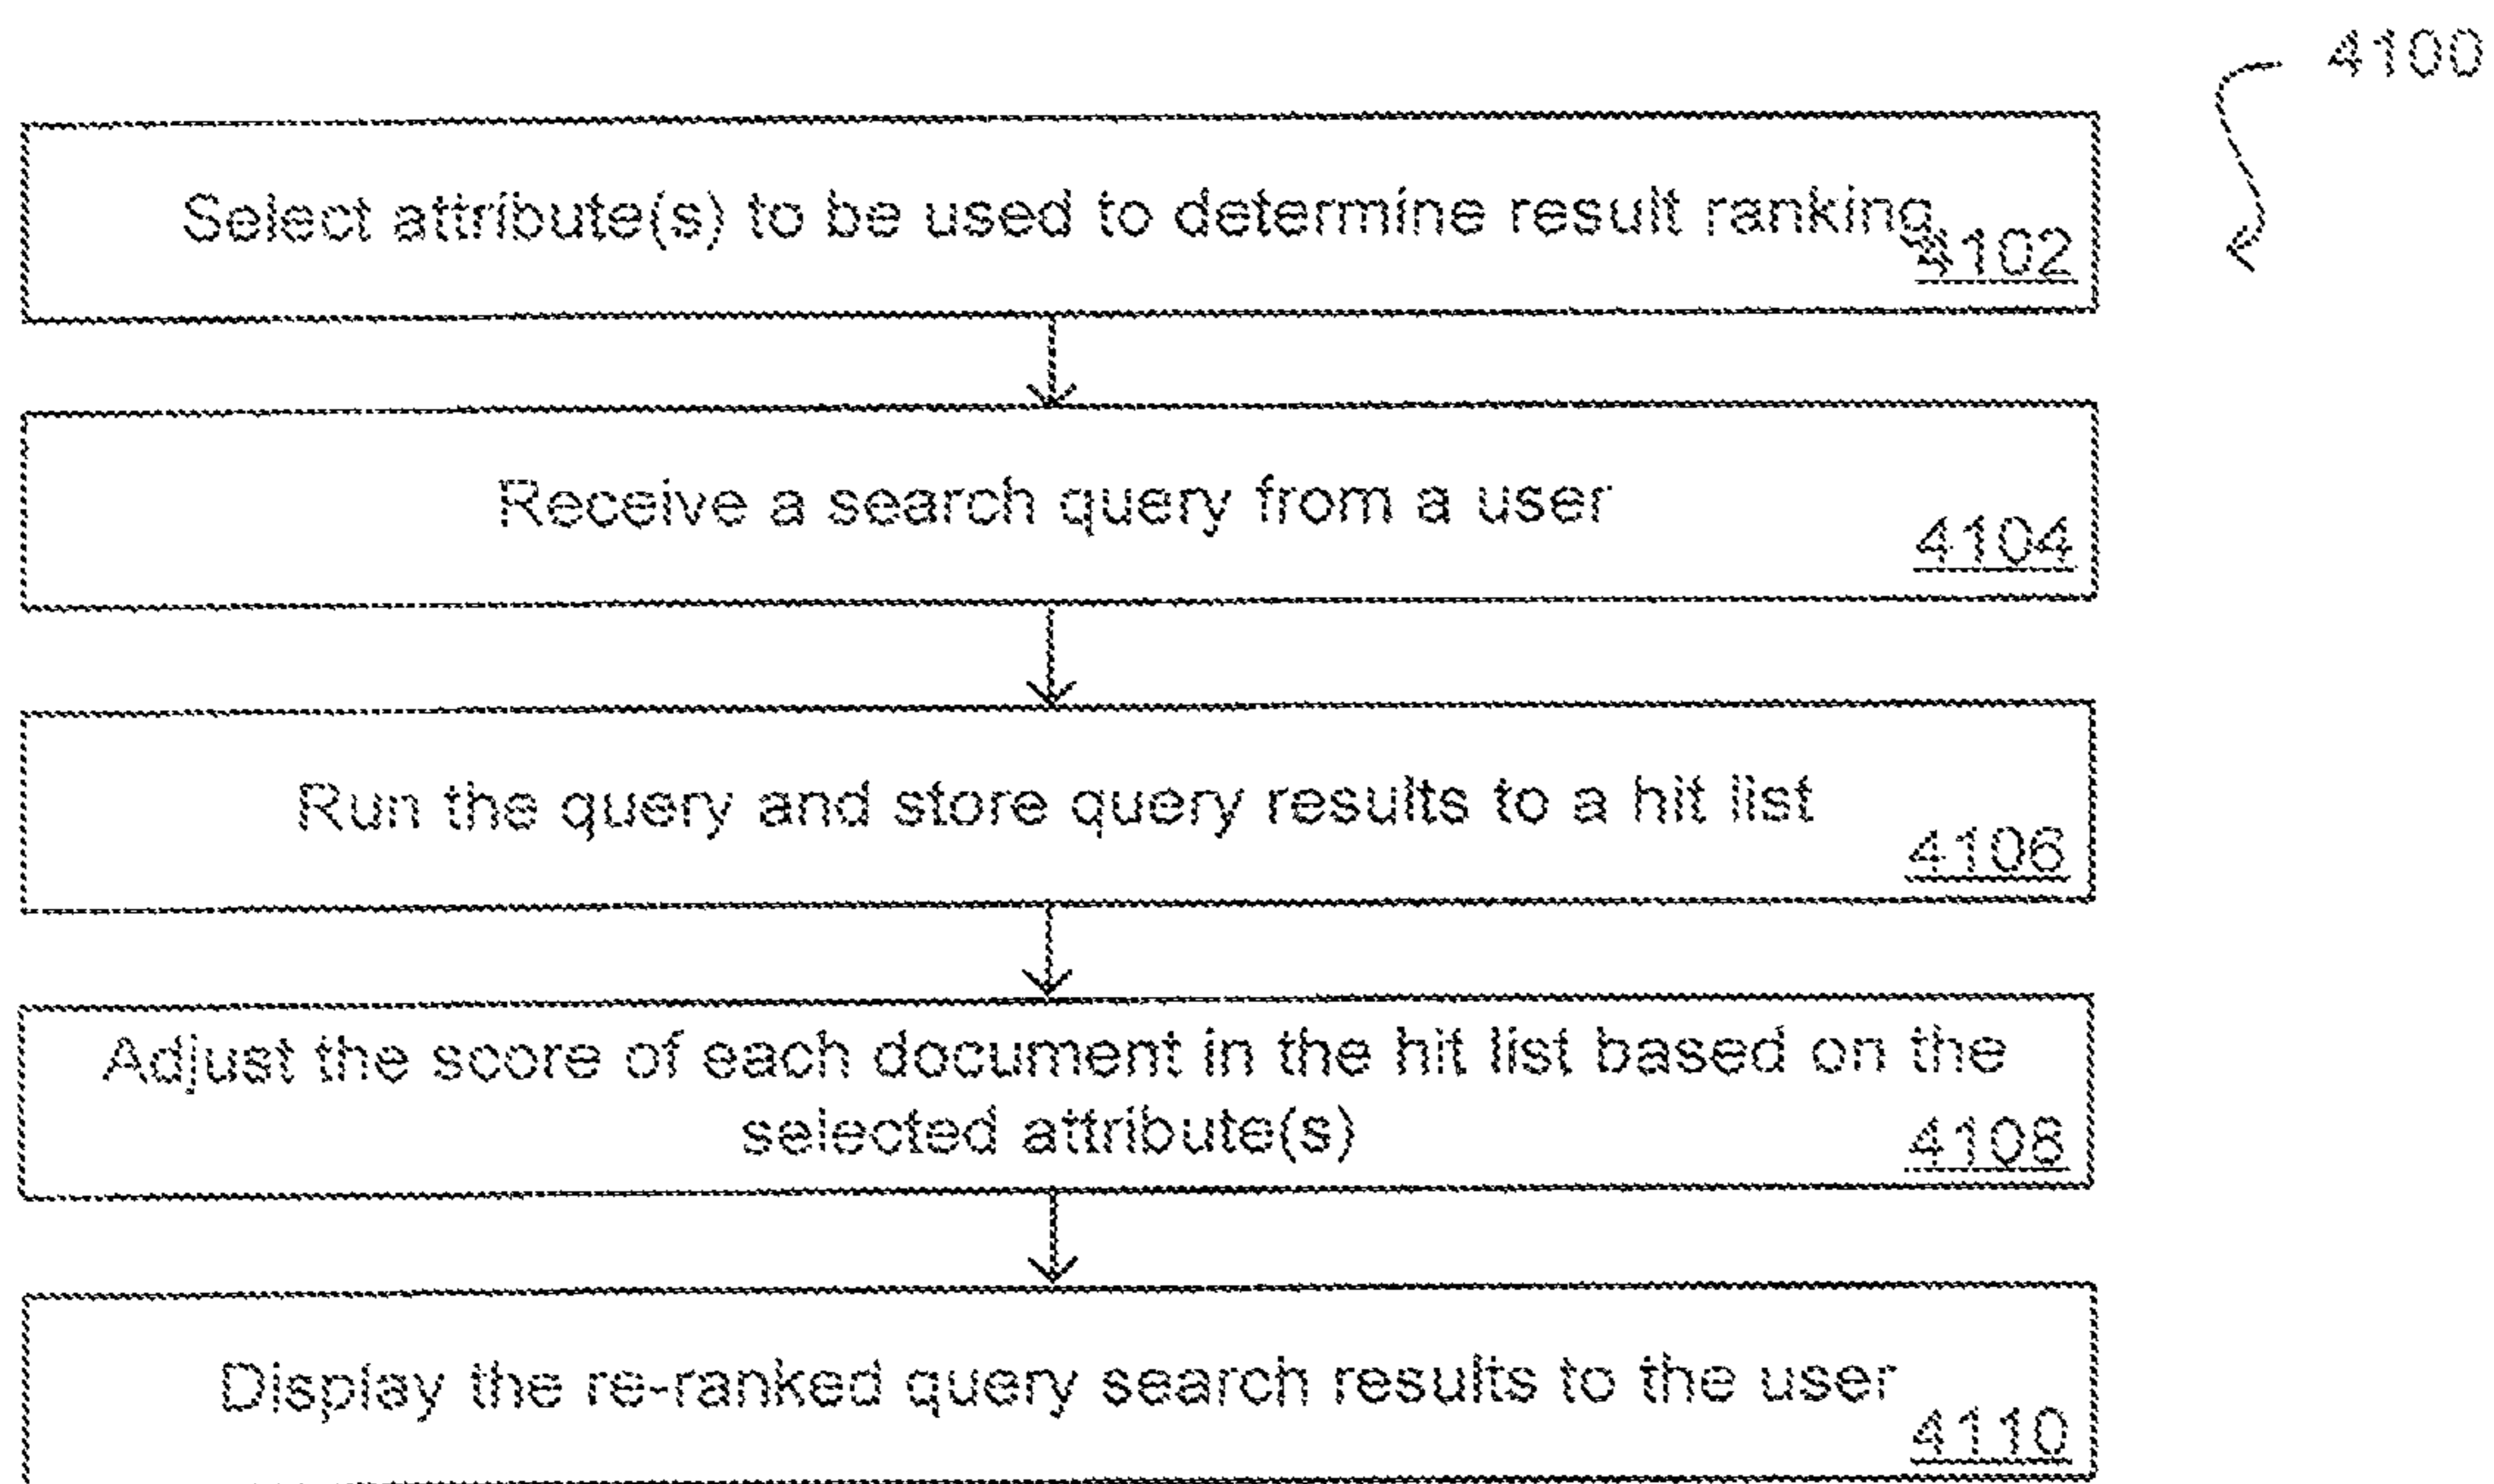 4100
Select attribute(s) to be used to determine result ranking
4102
Receive a search query from a user
4104
Run the query and store query results to a hit list
4106
Adjust the score of each document in the hit list based on the
selected attribute(s)
4108
Display the re-ranked query search results to the user
4110